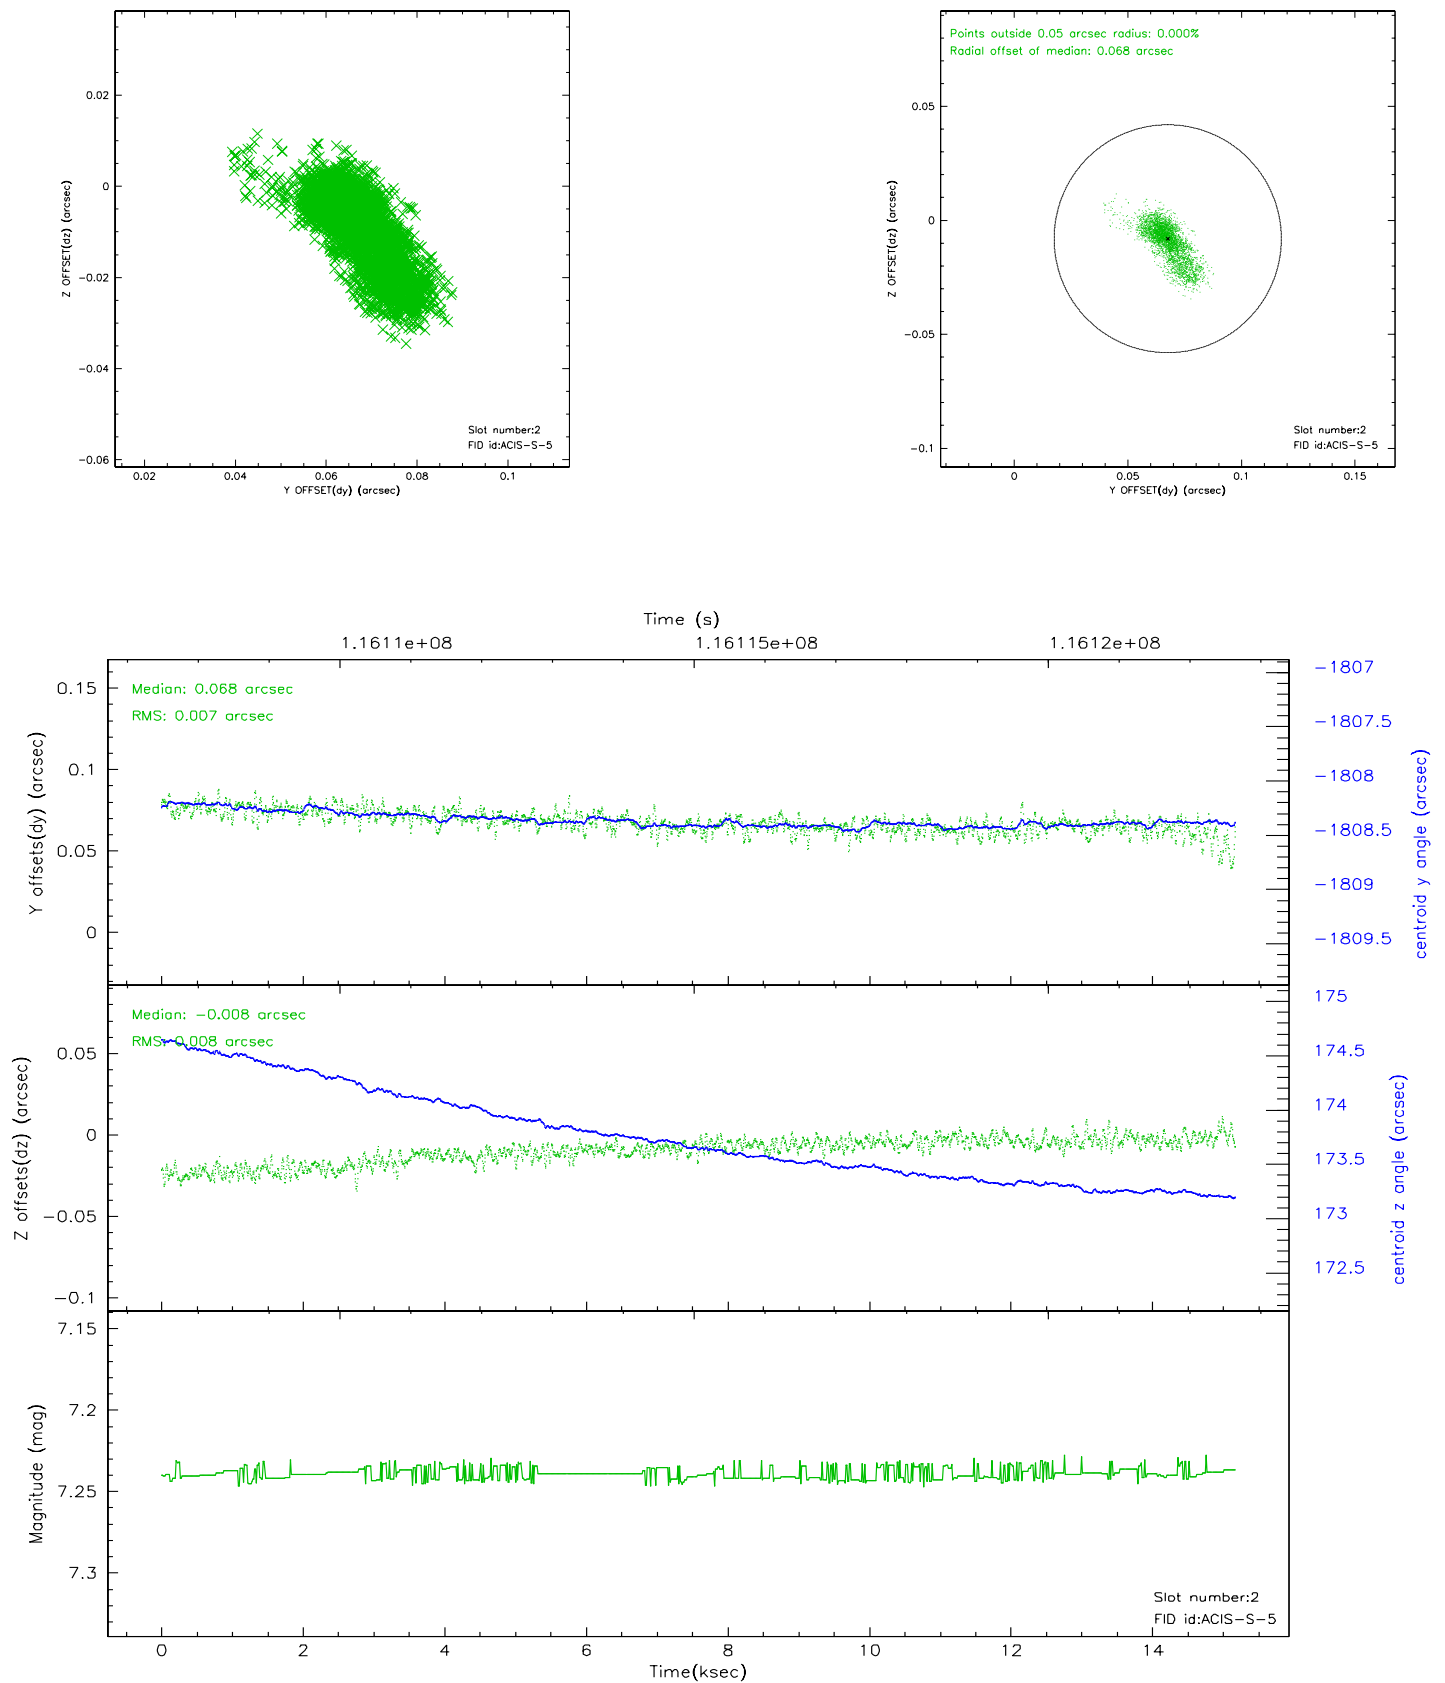 0.02
0
-0.02
-0.04
-0.06
Z OFFSET(dz) (arcsec)
Slot number:2
FID id:ACIS-S-5
0.02 0.04 0.06 0.08 0.1
Y OFFSET(dy) (arcsec)
Points outside 0.05 arcsec radius: 0.000%
Radial offset of median: 0.068 arcsec
0.05
0
-0.05
-0.1
Z OFFSET(dz) (arcsec)
Slot number:2
FID id:ACIS-S-5
0 0.05 0.1 0.15
Y OFFSET(dy) (arcsec)
Time (s)
1.1611e+08 1.16115e+08 1.1612e+08
Median: 0.068 arcsec
RMS: 0.007 arcsec
0.15
0.1
0.05
0
Y offsets(dy) (arcsec)
-1807
-1807.5
-1808
-1808.5
-1809
-1809.5
centroid y angle (arcsec)
Median: -0.008 arcsec
RMS: 0.008 arcsec
0.05
0
-0.05
-0.1
Z offsets(dz) (arcsec)
175
174.5
174
173.5
173
172.5
centroid z angle (arcsec)
7.15
7.2
7.25
7.3
Magnitude (mag)
Slot number:2
FID id:ACIS-S-5
0 2 4 6 8 10 12 14
Time(ksec)